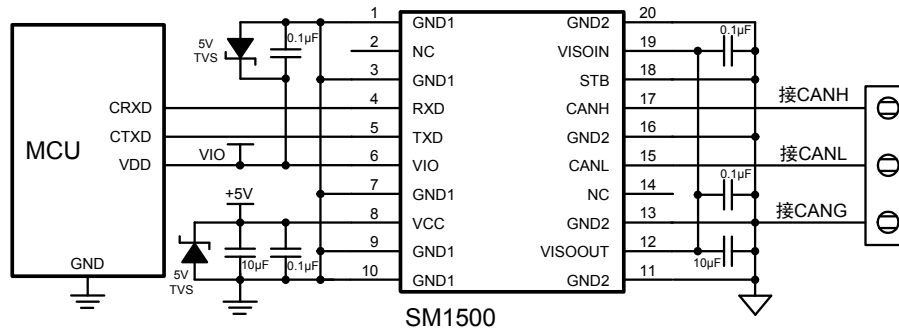 1 GND1 GND2 20
5V TVS 0.1μF
2 NC VISOIN 19 0.1μF
3 GND1 STB 18
CRXD 4 RXD CANH 17 接CANH
CTXD 5 TXD GND2 16
MCU
VDD VIO 6 VIO CANL 15 接CANL
7 GND1 NC 14 0.1μF
+5V 8 VCC GND2 13 接CANG
9 GND1 VISOOUT 12
5V TVS 10μF 0.1μF 10μF
GND 10 GND1 GND2 11
SM1500